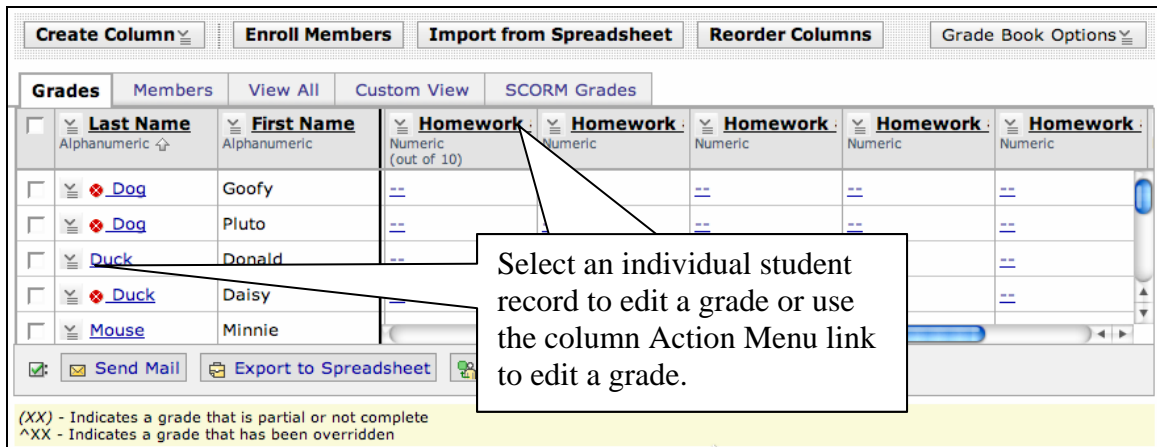 Create Column Enroll Members Import from Spreadsheet Reorder Columns Grade Book Options
Grades Members View All Custom View SCORM Grades
Last Name First Name Homework Homework Homework Homework Homework
Alphanumeric Alphanumeric Numeric Numeric Numeric Numeric Numeric
(out of 10)
Dog Goofy -- -- -- -- --
Dog Pluto -- -- -- -- --
Duck Donald -- --
Duck Daisy -- --
Mouse Minnie
Select an individual student
record to edit a grade or use
the column Action Menu link
to edit a grade.
Send Mail Export to Spreadsheet
(XX) - Indicates a grade that is partial or not complete
^XX - Indicates a grade that has been overridden